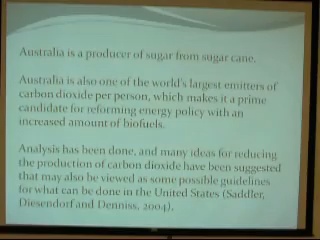 Australia is a producer of sugar from sugar cane.
Australia is also one of the world's largest emitters of
carbon dioxide per person, which makes it a prime
candidate for reforming energy policy with an
increased amount of biofuels.
Analysis has been done, and many ideas for reducing
the production of carbon dioxide have been suggested
that may also be viewed as some possible guidelines
for what can be done in the United States (Saddler,
Diesendorf and Denniss, 2004).